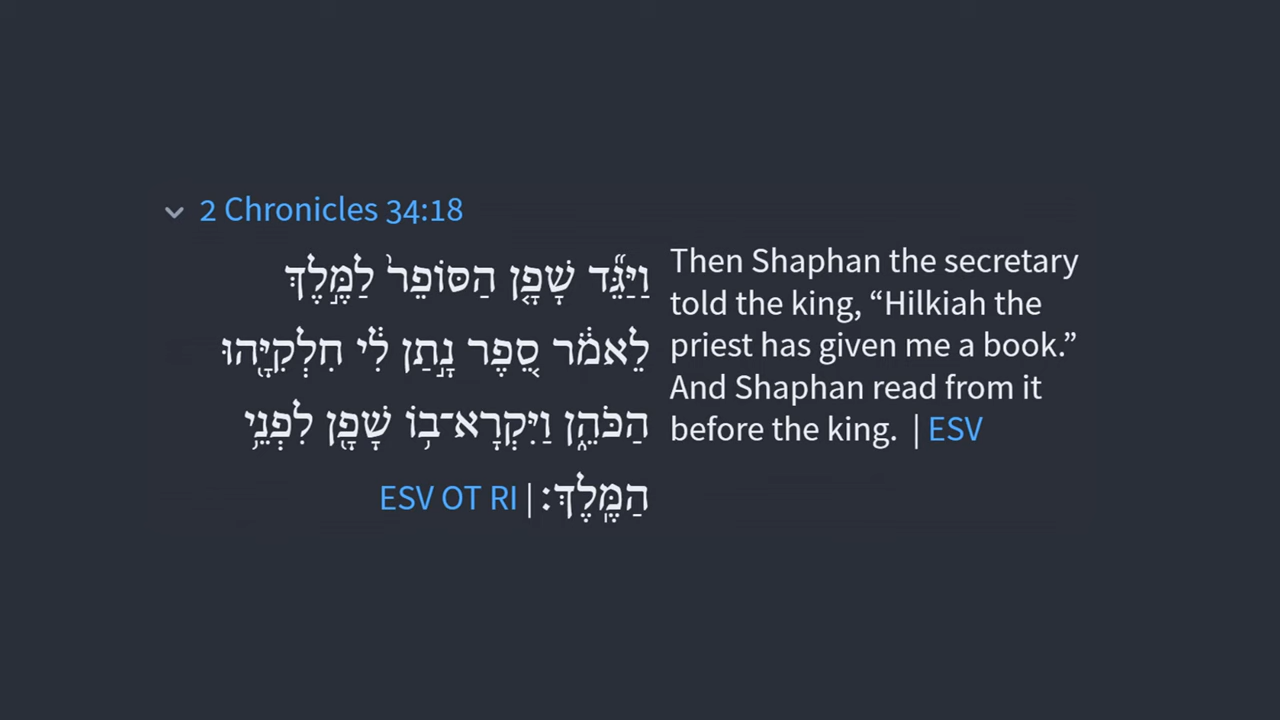 2 Chronicles 34:18
וַיַּגֵּ֞ד שָׁפָ֤ן הַסּוֹפֵר֙ לַמֶּ֣לֶךְ
לֵאמֹ֔ר סֵ֚פֶר נָ֣תַן לִ֔י חִלְקִיָּ֖הוּ
הַכֹּהֵ֑ן וַיִּקְרָא־ב֥וֹ שָׁפָ֖ן לִפְנֵ֥י
הַמֶּֽלֶךְ׃ | ESV OT RI
Then Shaphan the secretary
told the king, “Hilkiah the
priest has given me a book.”
And Shaphan read from it
before the king. | ESV